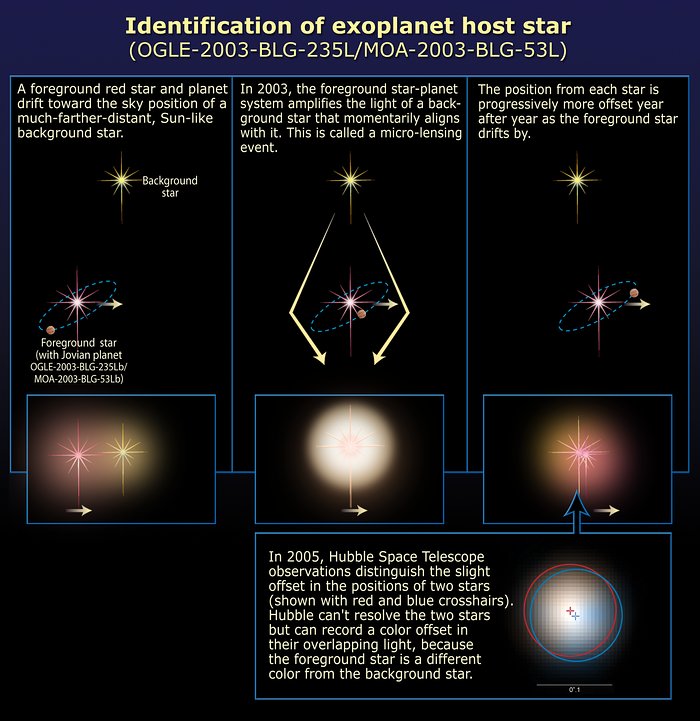 Identification of exoplanet host star
(OGLE-2003-BLG-235L/MOA-2003-BLG-53L)
A foreground red star and planet
drift toward the sky position of a
much-farther-distant, Sun-like
background star.
Background
star
Foreground star
(with Jovian planet
OGLE-2003-BLG-235Lb/
MOA-2003-BLG-53Lb)
In 2003, the foreground star-planet
system amplifies the light of a back-
ground star that momentarily aligns
with it. This is called a micro-lensing
event.
The position from each star is
progressively more offset year
after year as the foreground star
drifts by.
In 2005, Hubble Space Telescope
observations distinguish the slight
offset in the positions of two stars
(shown with red and blue crosshairs).
Hubble can't resolve the two stars
but can record a color offset in
their overlapping light, because
the foreground star is a different
color from the background star.
0".1